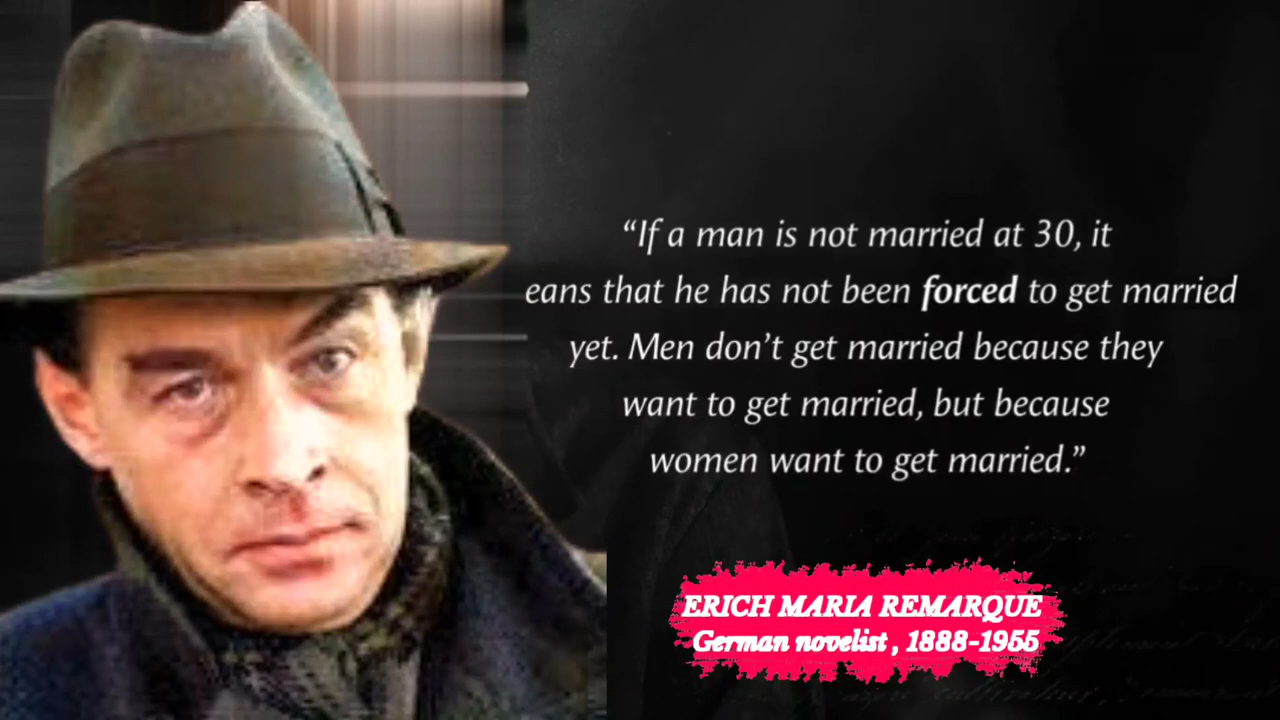 “If a man is not married at 30, it
eans that he has not been forced to get married
yet. Men don’t get married because they
want to get married, but because
women want to get married.”
ERICH MARIA REMARQUE
German novelist , 1888-1955